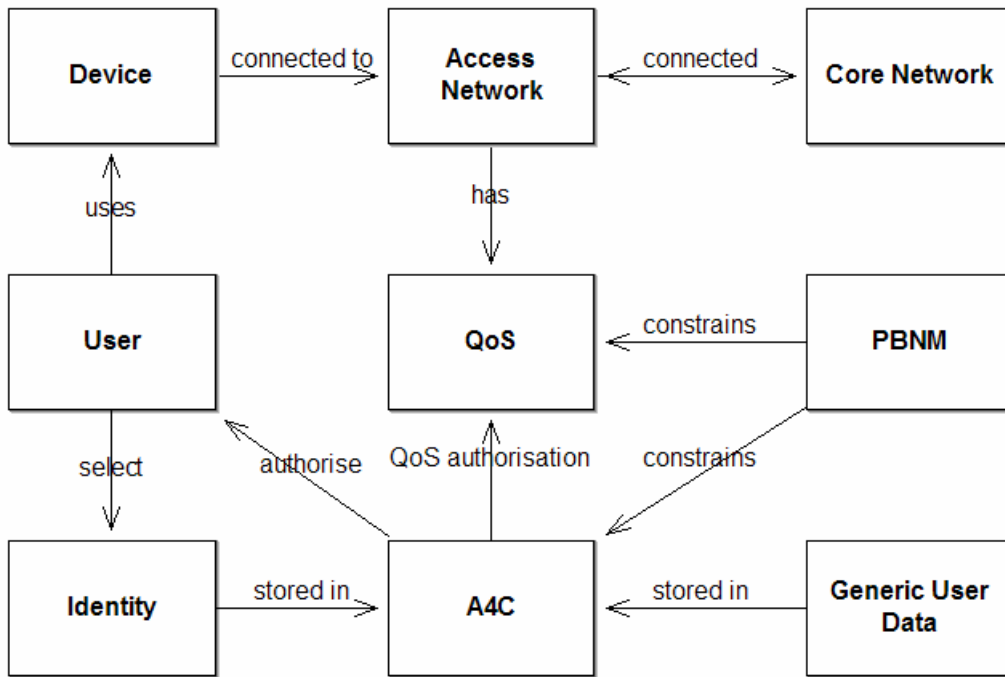 Device
connected to
Access
Network
connected
Core Network
uses
has
User
QoS
constrains
PBNM
select
authorise
QoS authorisation
constrains
Identity
stored in
A4C
stored in
Generic User
Data